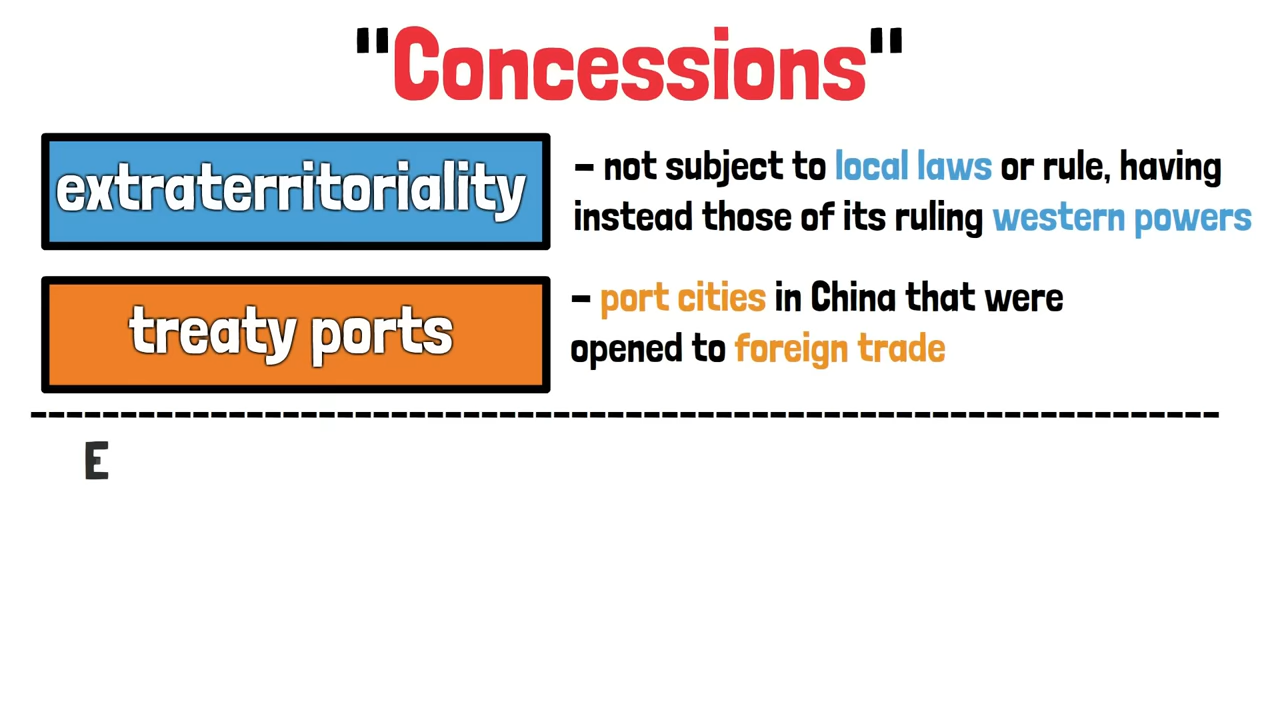 "Concessions"
extraterritoriality
– not subject to local laws or rule, having
instead those of its ruling western powers
treaty ports
– port cities in China that were
opened to foreign trade
E